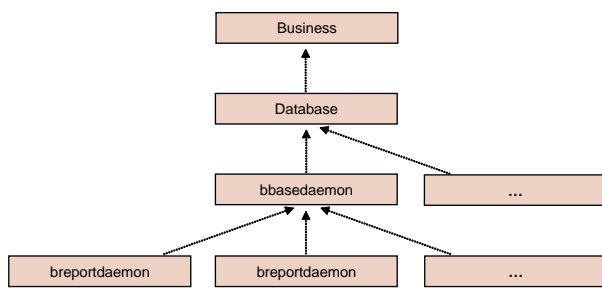 Business
Database
bbasedaemon
...
breportdaemon
breportdaemon
...